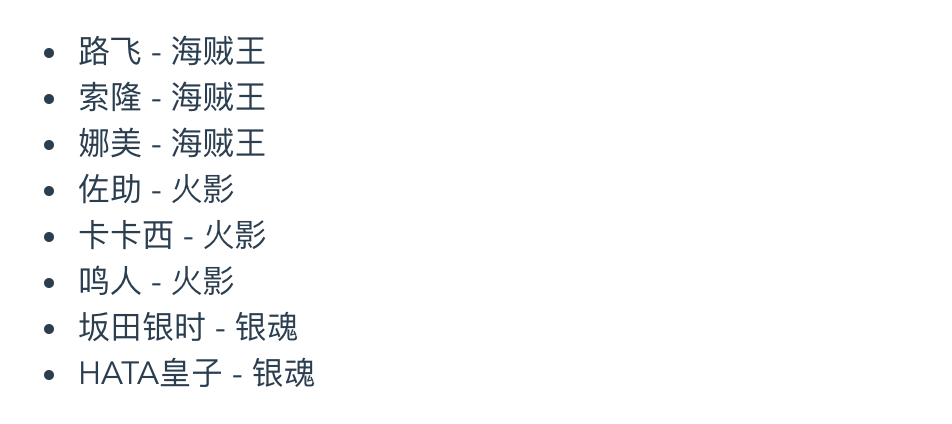 • 路飞 - 海贼王
• 索隆 - 海贼王
• 娜美 - 海贼王
• 佐助 - 火影
• 卡卡西 - 火影
• 鸣人 - 火影
• 坂田银时 - 银魂
• HATA皇子 - 银魂